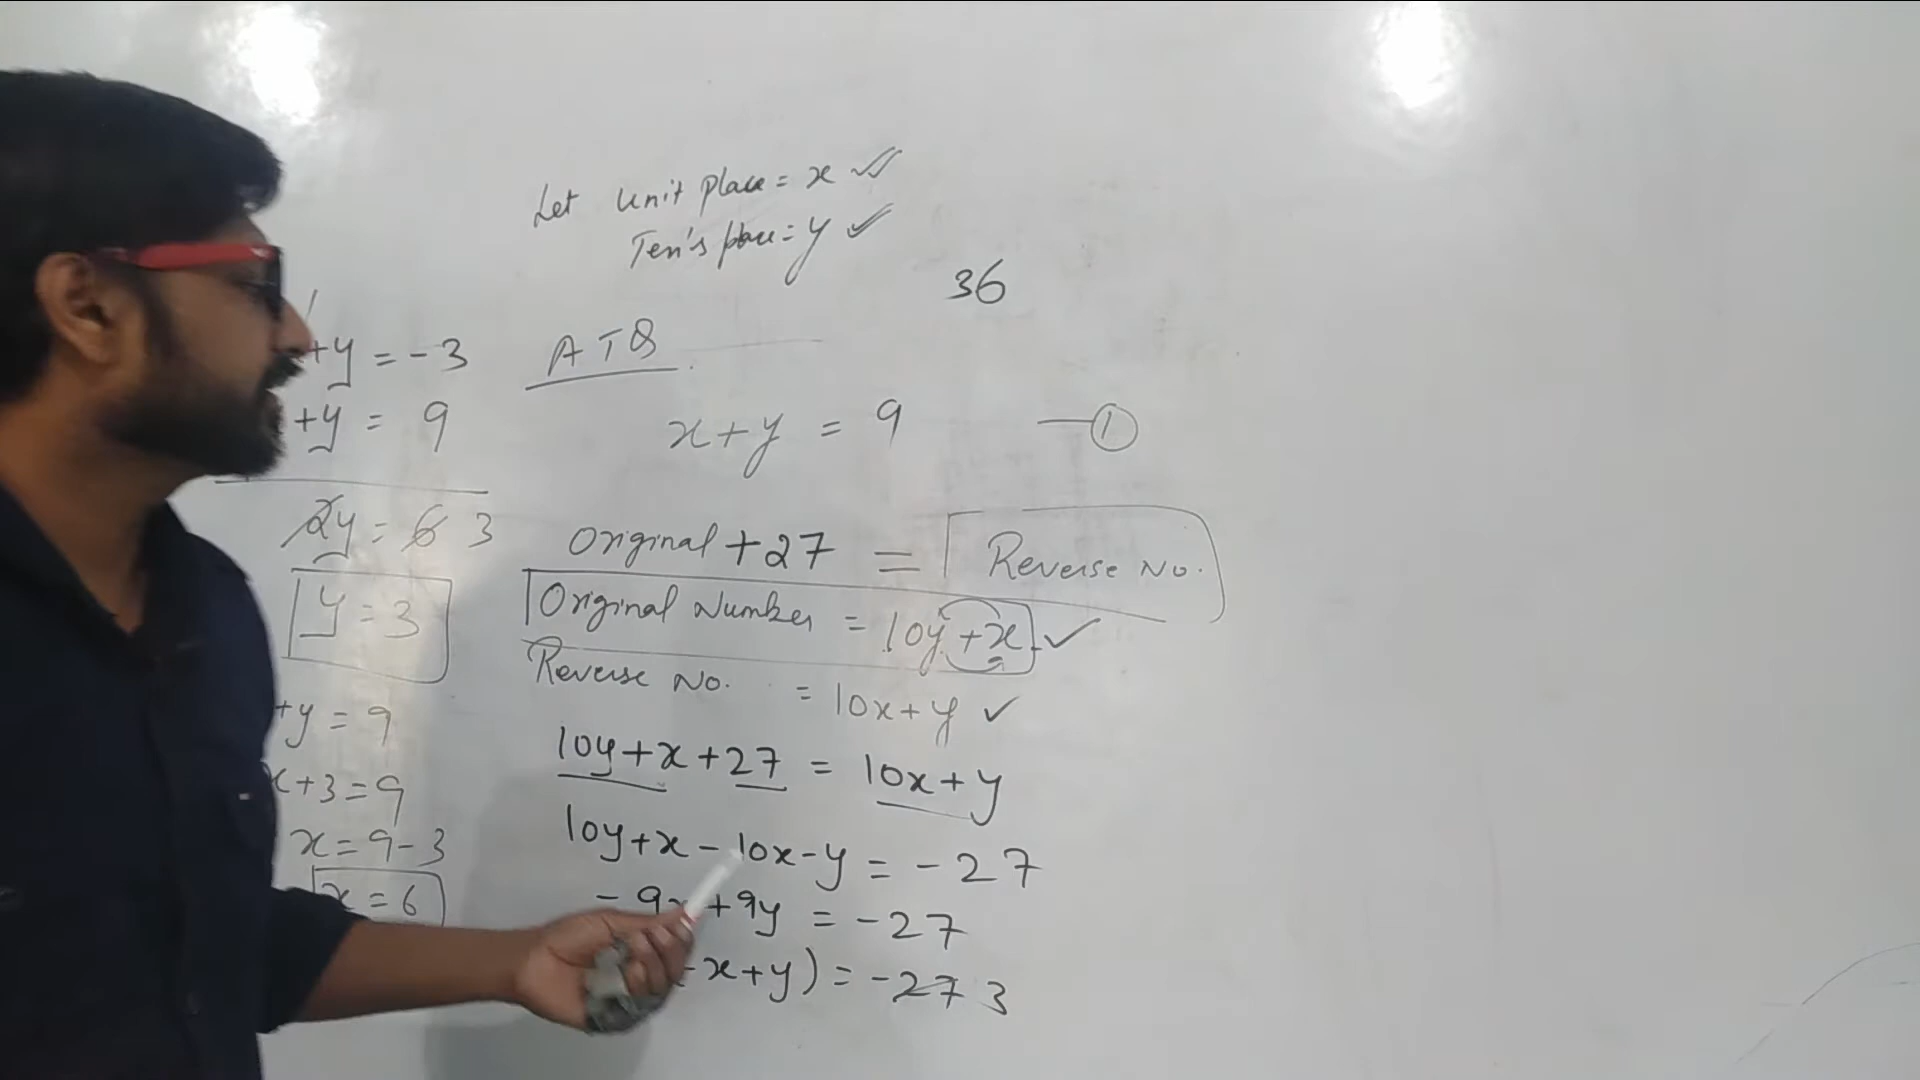 Let unit place = x
Ten's place = y
36
ATQ
x+y = 9 —①
Original +27 = Reverse No.
Original Number = 10y+x
Reverse No. = 10x+y
10y+x+27 = 10x+y
10y+x-10x-y = -27
-9x+9y = -27
-x+y) = -27 3
+y = -3
+y = 9
2y = 6 3
y = 3
+y = 9
x+3 = 9
x = 9-3
x = 6